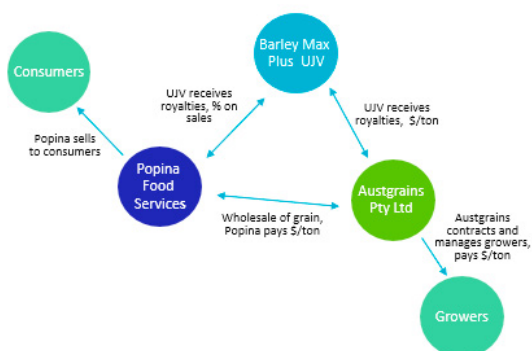 Consumers
Barley Max
Plus UJV
UJV receives
royalties, % on
sales
UJV receives
royalties, $/ton
Popina sells
to consumers
Popina
Food
Services
Austgrains
Pty Ltd
Wholesale of grain,
Popina pays $/ton
Austgrains
contracts and
manages growers,
pays $/ton
Growers